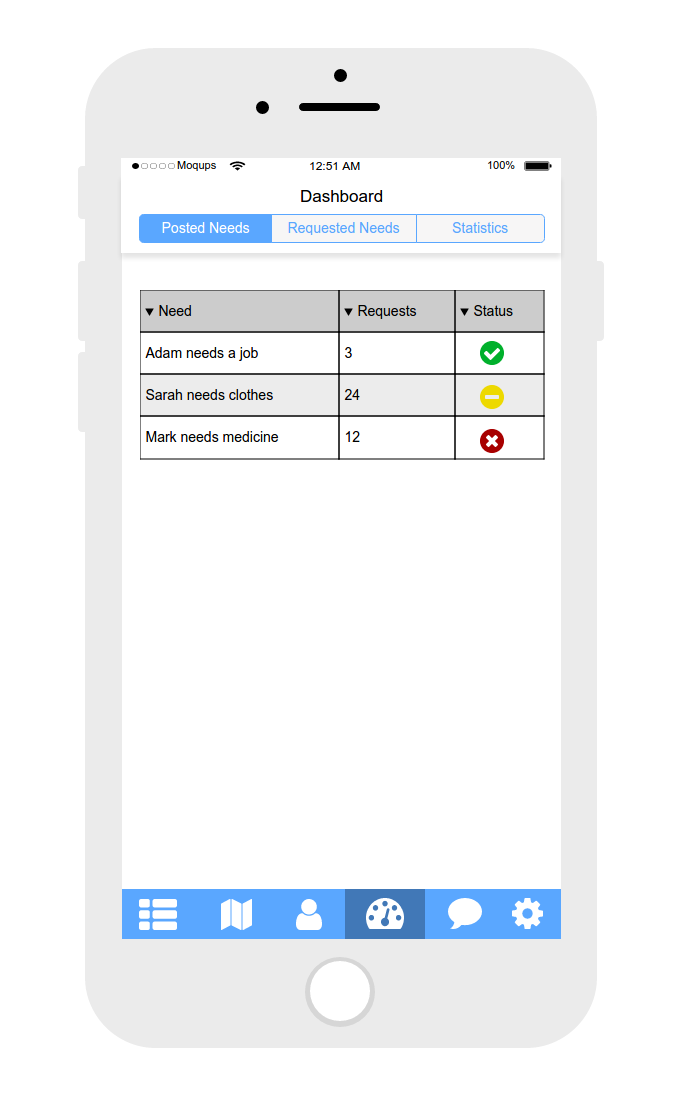 Moqups 12:51 AM 100%
Dashboard
Posted Needs Requested Needs Statistics
Need Requests Status
Adam needs a job 3
Sarah needs clothes 24
Mark needs medicine 12